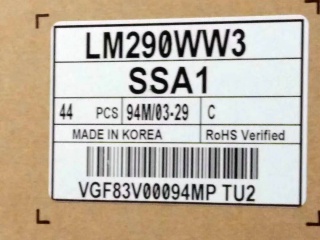 LM290WW3
SSA1
44 PCS 94M/03-29 C
MADE IN KOREA RoHS Verified
VGF83V00094MP TU2